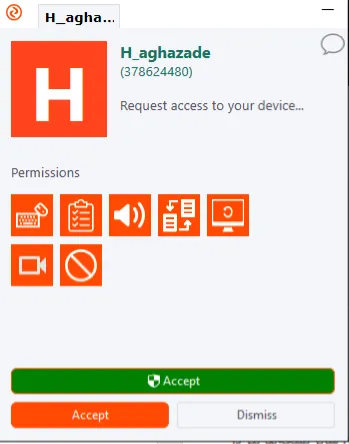 H_agha...
H
H_aghazade
(378624480)
Request access to your device...
Permissions
Accept
Accept
Dismiss